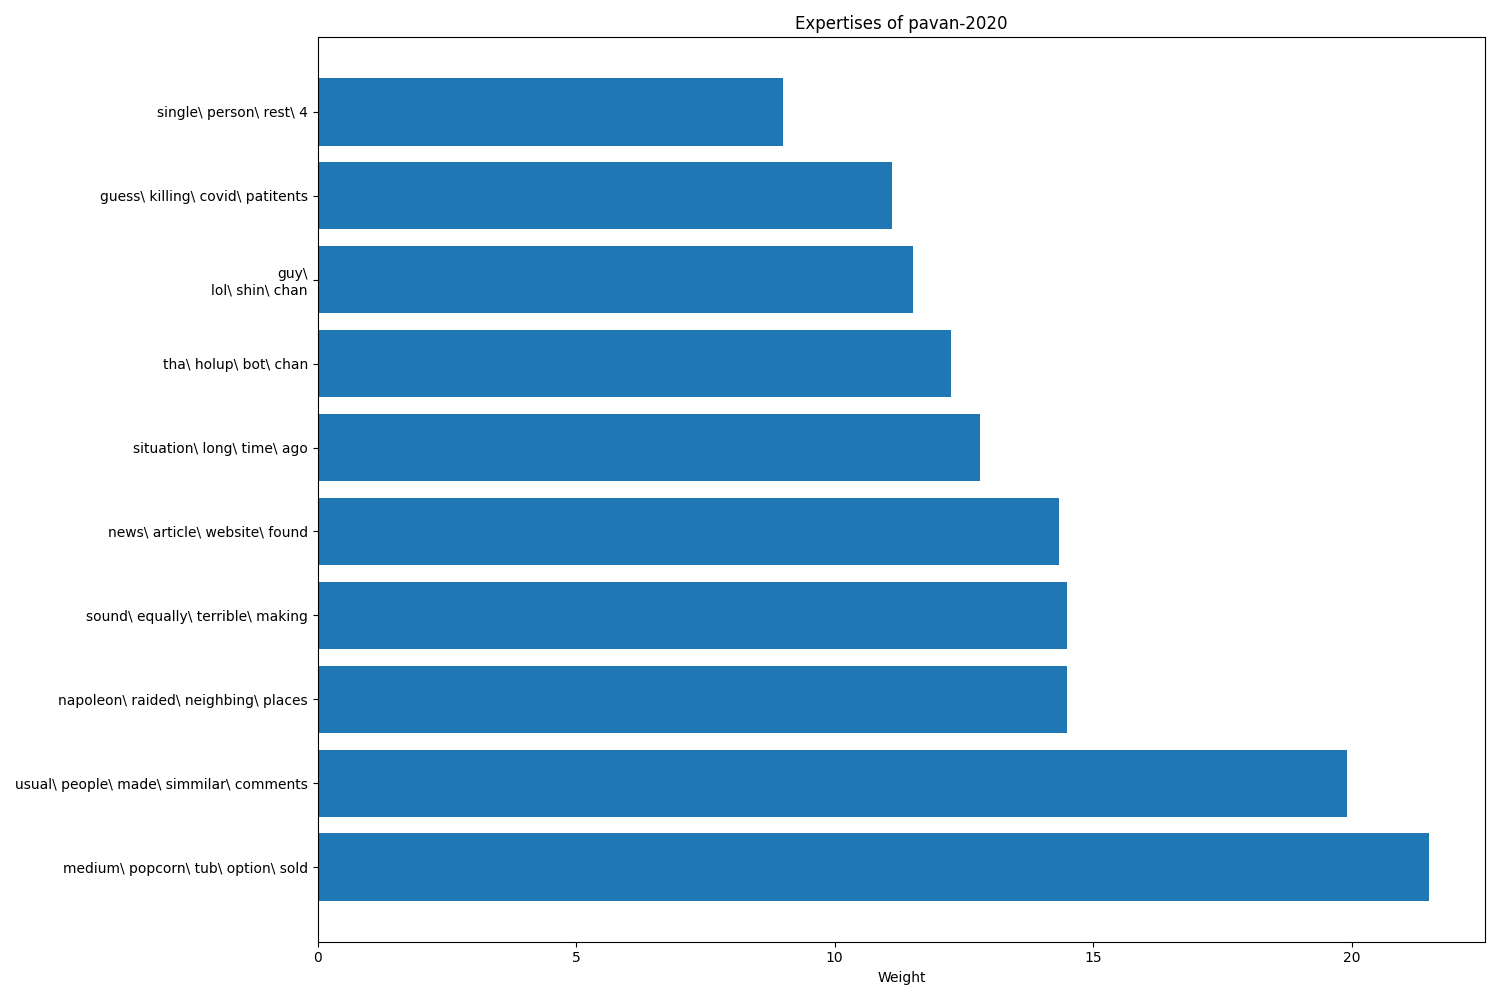 Expertises of pavan-2020
single\ person\ rest\ 4
guess\ killing\ covid\ patitents
guy\
lol\ shin\ chan
tha\ holup\ bot\ chan
situation\ long\ time\ ago
news\ article\ website\ found
sound\ equally\ terrible\ making
napoleon\ raided\ neighbing\ places
usual\ people\ made\ simmilar\ comments
medium\ popcorn\ tub\ option\ sold
0 5 10 15 20
Weight